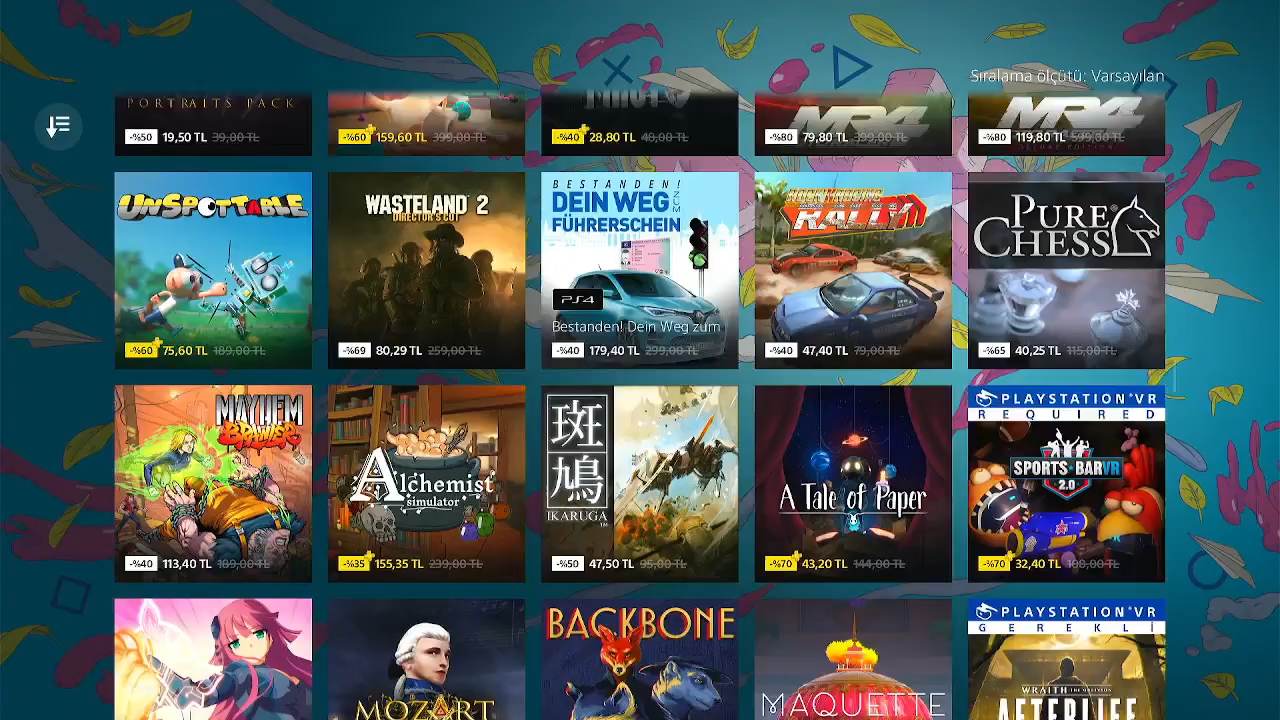 Sıralama ölçütü: Varsayılan
PORTRAITS PACK
-%50 19,50 TL 39,00 TL
-%60 159,60 TL 399,00 TL
-%40 28,80 TL 48,00 TL
MR4
-%80 79,80 TL 399,00 TL
MR4
DELUXE EDITION
-%80 119,80 TL 599,00 TL
UNSPOTTABLE
-%60 75,60 TL 189,00 TL
WASTELAND 2
DIRECTOR'S CUT
-%69 80,29 TL 259,00 TL
BESTANDEN!
DEIN WEG ZUM
FÜHRERSCHEIN
PS4
Bestanden! Dein Weg zum
-%40 179,40 TL 299,00 TL
RALLY
-%40 47,40 TL 79,00 TL
PURE®
CHESS
-%65 40,25 TL 115,00 TL
MAYHEM
BRAWLER
-%40 113,40 TL 189,00 TL
Alchemist
simulator
-%35 155,35 TL 239,00 TL
斑
鳩
IKARUGA™
-%50 47,50 TL 95,00 TL
A Tale of Paper
-%70 43,20 TL 144,00 TL
PLAYSTATION®VR
REQUIRED
SPORTS BAR VR
2.0
-%70 32,40 TL 108,00 TL
MOZART
BACKBONE
MAQUETTE
PLAYSTATION®VR
GEREKLİ
WRAITH THE OBLIVION
AFTERLIFE